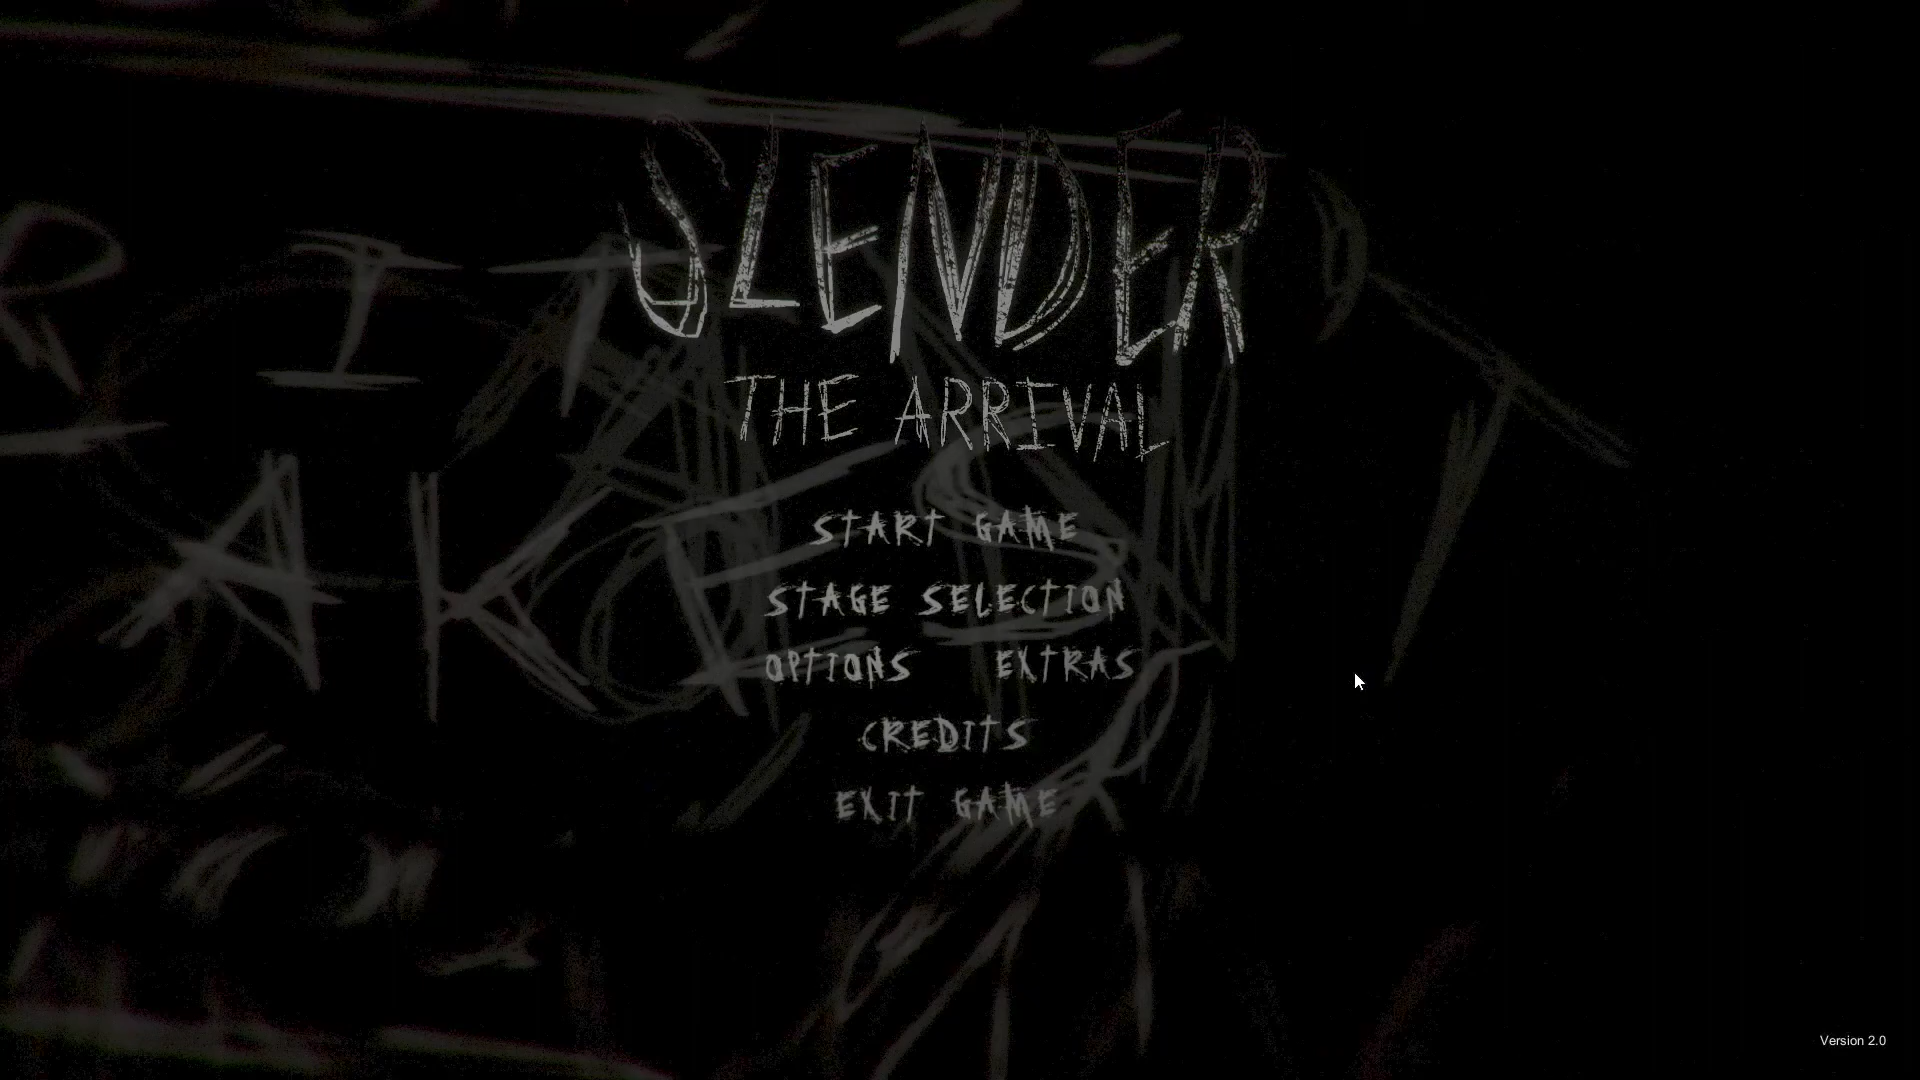 SLENDER
THE ARRIVAL
START GAME
STAGE SELECTION
OPTIONS EXTRAS
CREDITS
EXIT GAME
Version 2.0